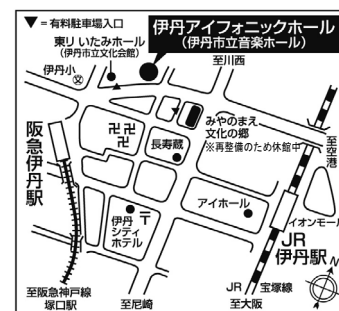 ▼=有料駐車場入口
伊丹アイフォニックホール
(伊丹市立音楽ホール)
東リ いたみホール
(伊丹市立文化会館)
伊丹小
至川西
みやのまえ
文化の郷
※再整備のため休館中
至空港
阪急伊丹駅
長寿蔵
伊丹
シティ
ホテル
アイホール
イオンモール
JR
伊丹駅
至阪急神戸線
塚口駅
至尼崎
JR 宝塚線
至大阪